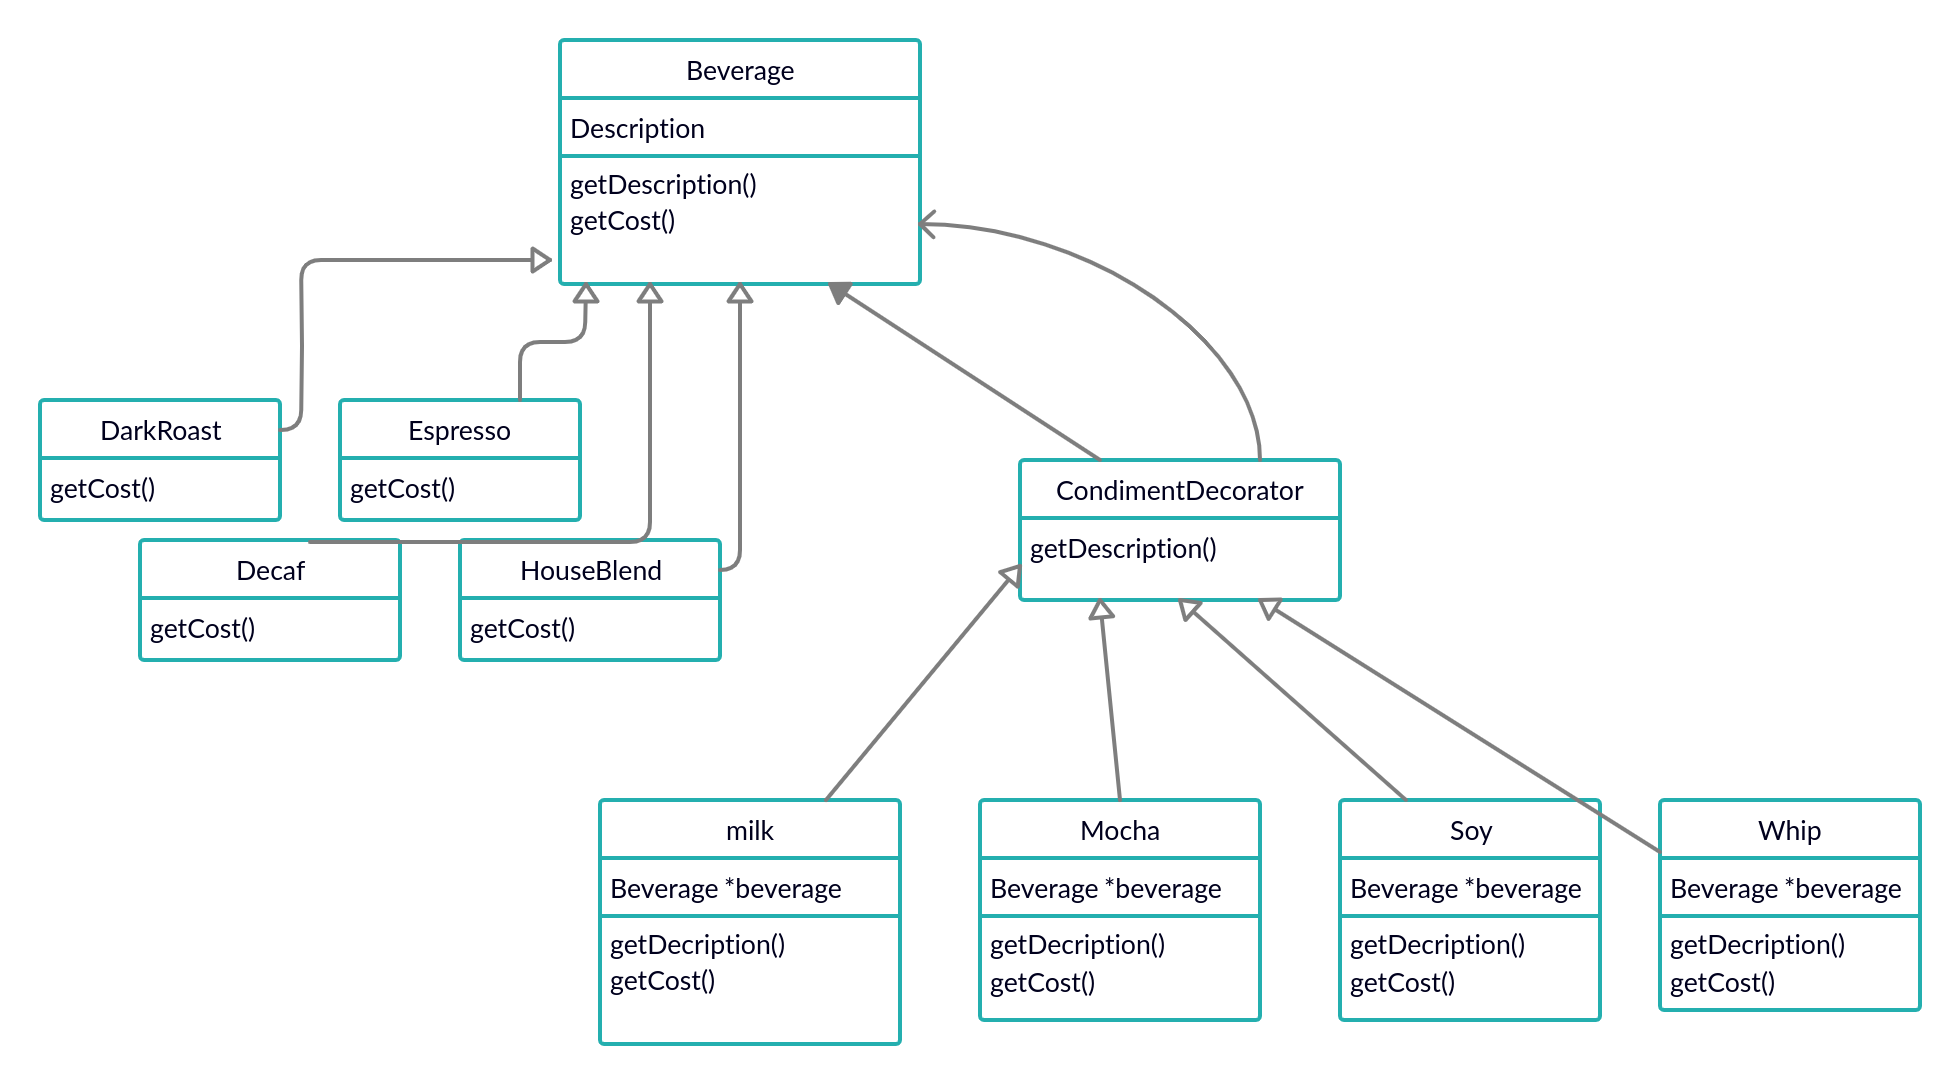 Beverage
Description
getDescription()
getCost()
DarkRoast
getCost()
Espresso
getCost()
Decaf
getCost()
HouseBlend
getCost()
CondimentDecorator
getDescription()
milk
Beverage *beverage
getDecription()
getCost()
Mocha
Beverage *beverage
getDecription()
getCost()
Soy
Beverage *beverage
getDecription()
getCost()
Whip
Beverage *beverage
getDecription()
getCost()